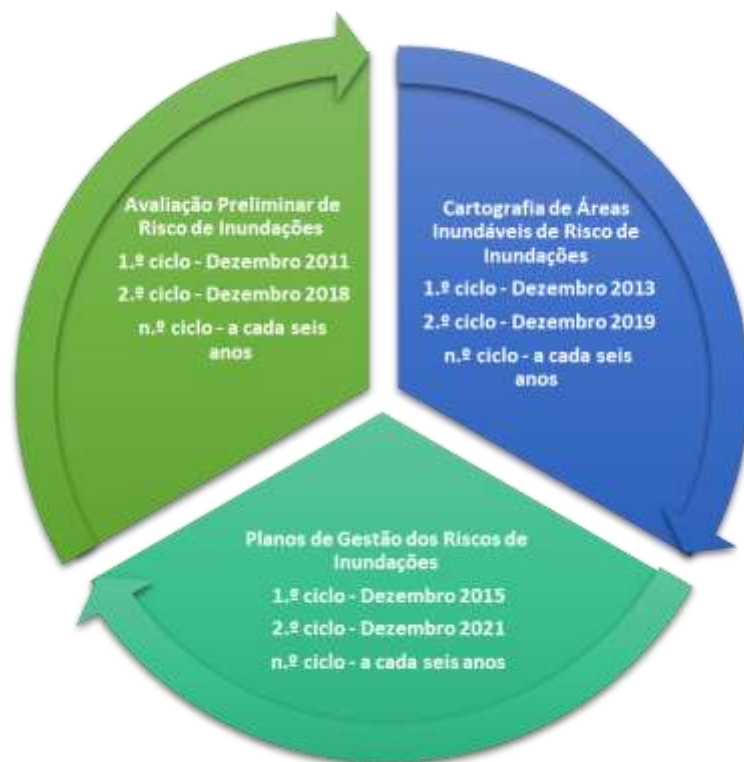 Avaliação Preliminar de
Risco de Inundações
1.º ciclo - Dezembro 2011
2.º ciclo - Dezembro 2018
n.º ciclo - a cada seis
anos
Cartografia de Áreas
Inundáveis de Risco de
Inundações
1.º ciclo - Dezembro 2013
2.º ciclo - Dezembro 2019
n.º ciclo - a cada seis
anos
Planos de Gestão dos Riscos de
Inundações
1.º ciclo - Dezembro 2015
2.º ciclo - Dezembro 2021
n.º ciclo - a cada seis anos